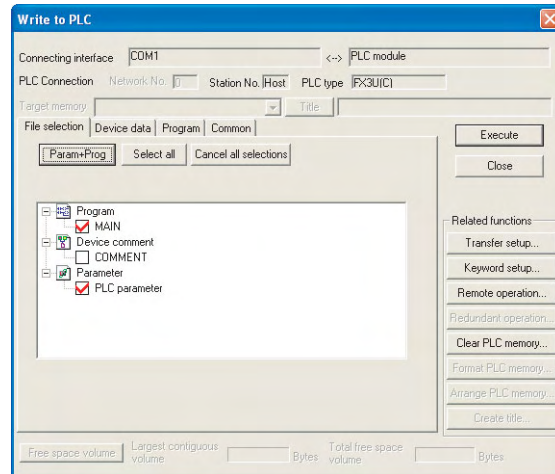 Write to PLC
Connecting interface COM1 <--> PLC module
PLC Connection Network No. 0 Station No. Host PLC type FX3U(C)
Target memory Title
File selection Device data Program Common
Execute
Param+Prog Select all Cancel all selections
Close
Program
MAIN
Device comment
COMMENT
Parameter
PLC parameter
Related functions
Transfer setup...
Keyword setup...
Remote operation...
Redundant operation...
Clear PLC memory...
Format PLC memory...
Arrange PLC memory...
Create title...
Free space volume Largest contiguous volume Bytes Total free space volume Bytes